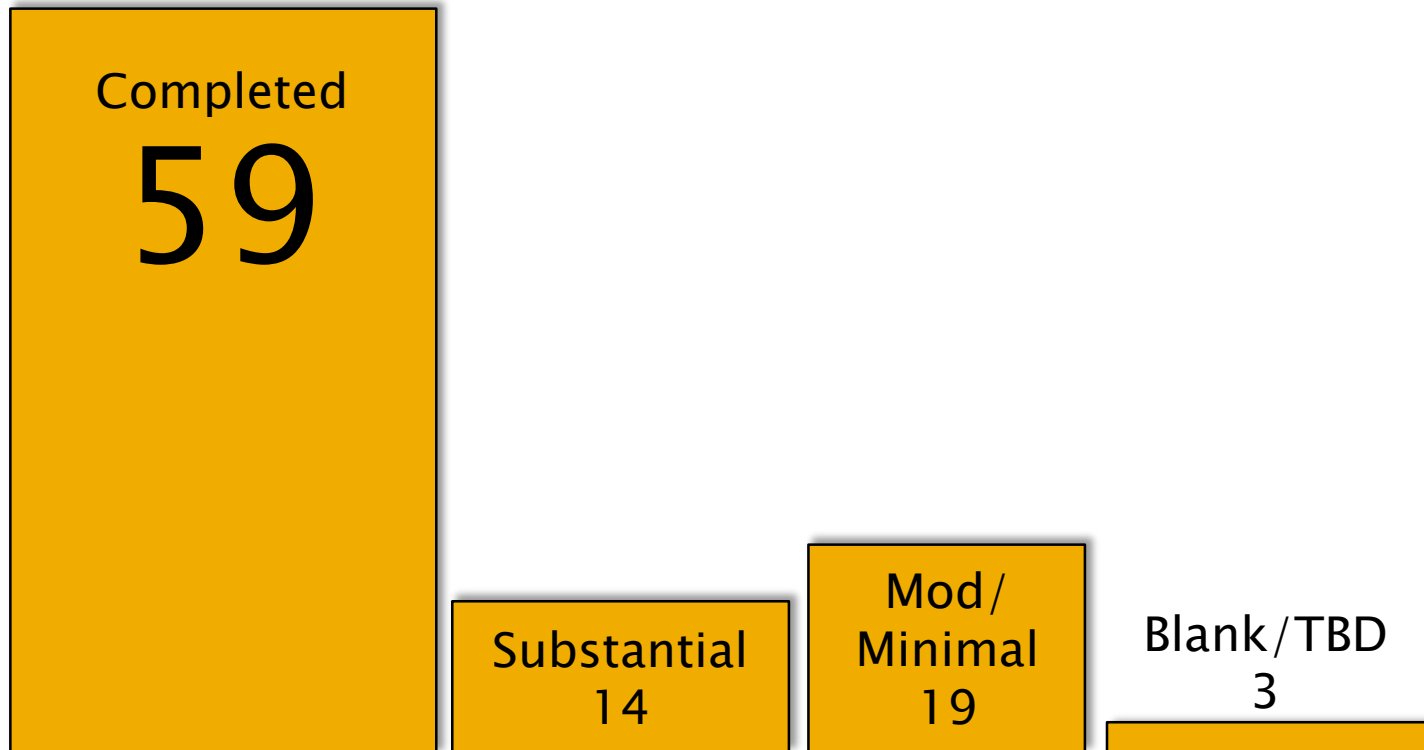 Completed
59
Substantial
14
Mod/
Minimal
19
Blank/TBD
3